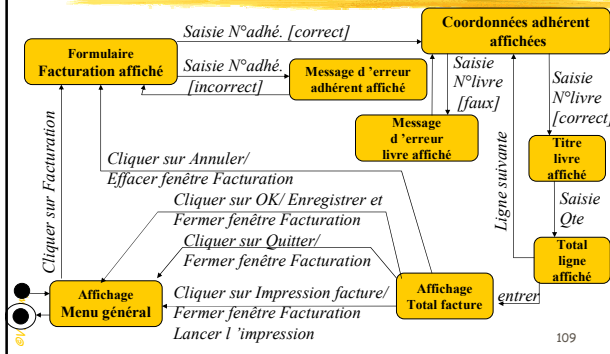 Saisie N°adhé. [correct]
Coordonnées adhérent
affichées
Formulaire
Facturation affiché
Saisie N°adhé.
[incorrect]
Message d ’erreur
adhérent affiché
Saisie
N°livre
[faux]
Saisie
N°livre
[correct]
Message
d ’erreur
livre affiché
Titre
livre
affiché
Cliquer sur Facturation
Cliquer sur Annuler/
Effacer fenêtre Facturation
Ligne suivante
Saisie
Qte
Cliquer sur OK/ Enregistrer et
Fermer fenêtre Facturation
Cliquer sur Quitter/
Fermer fenêtre Facturation
Total
ligne
affiché
Affichage
Menu général
Cliquer sur Impression facture/
Fermer fenêtre Facturation
Lancer l ’impression
Affichage
Total facture
entrer
109